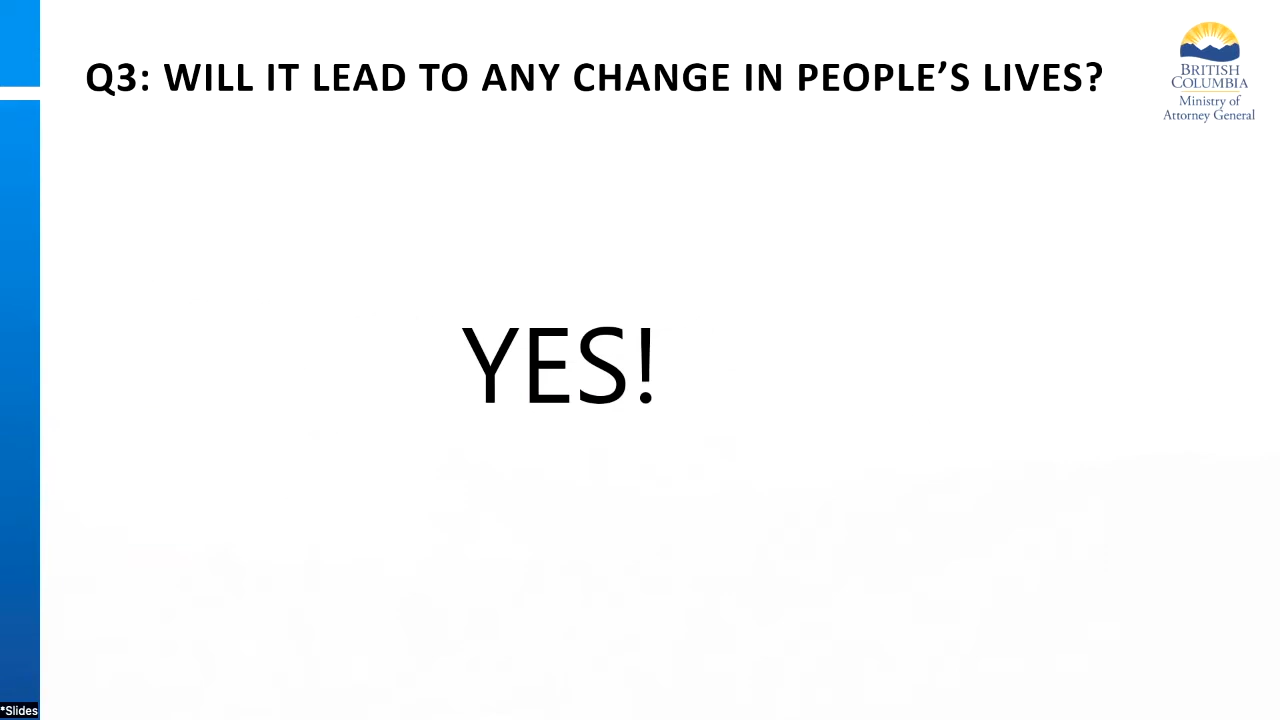 Q3: WILL IT LEAD TO ANY CHANGE IN PEOPLE’S LIVES?
BRITISH
COLUMBIA
Ministry of
Attorney General
YES!
*Slides